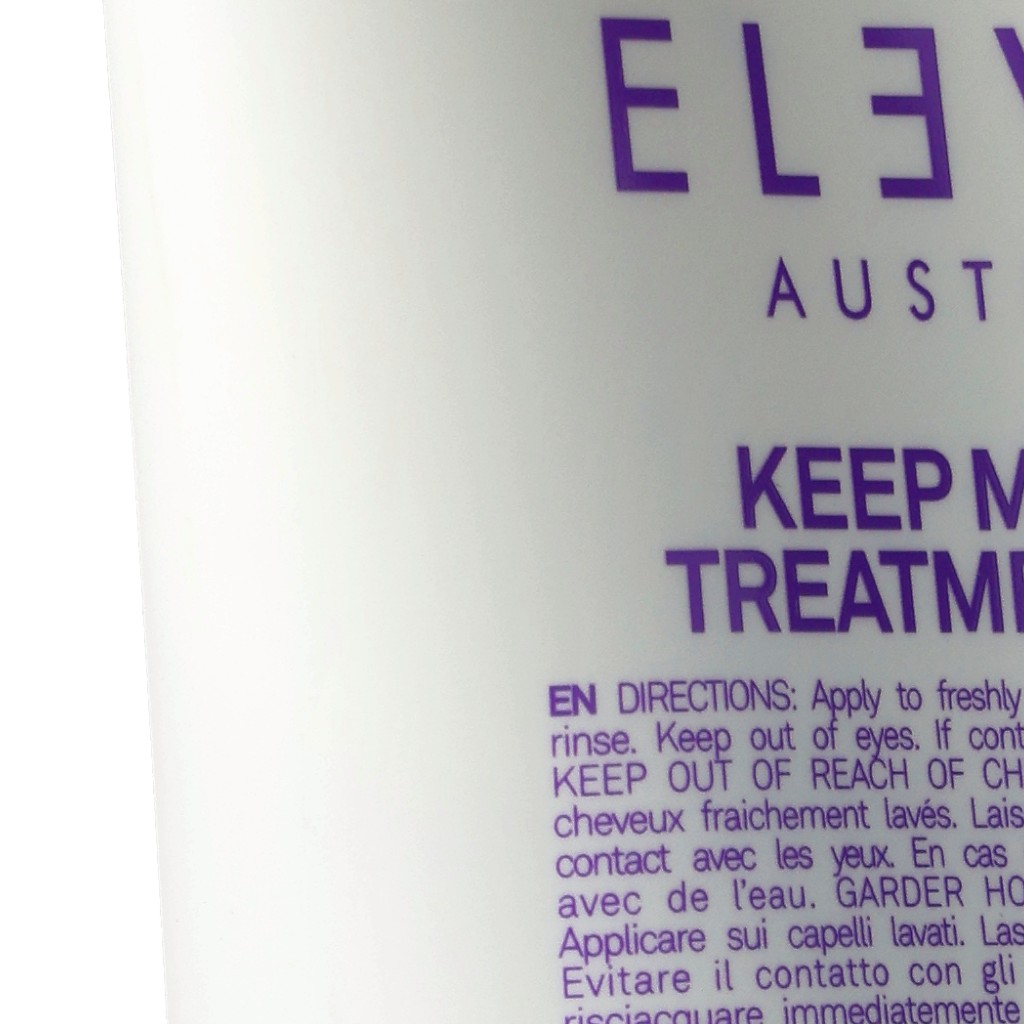 ELE
AUST
KEEP M
TREATME
EN DIRECTIONS: Apply to freshly
rinse. Keep out of eyes. If cont
KEEP OUT OF REACH OF CH
cheveux fraichement lavés. Lais
contact avec les yeux. En cas
avec de l'eau. GARDER HO
Applicare sui capelli lavati. Las
Evitare il contatto con gli
risciacquare immediatemente